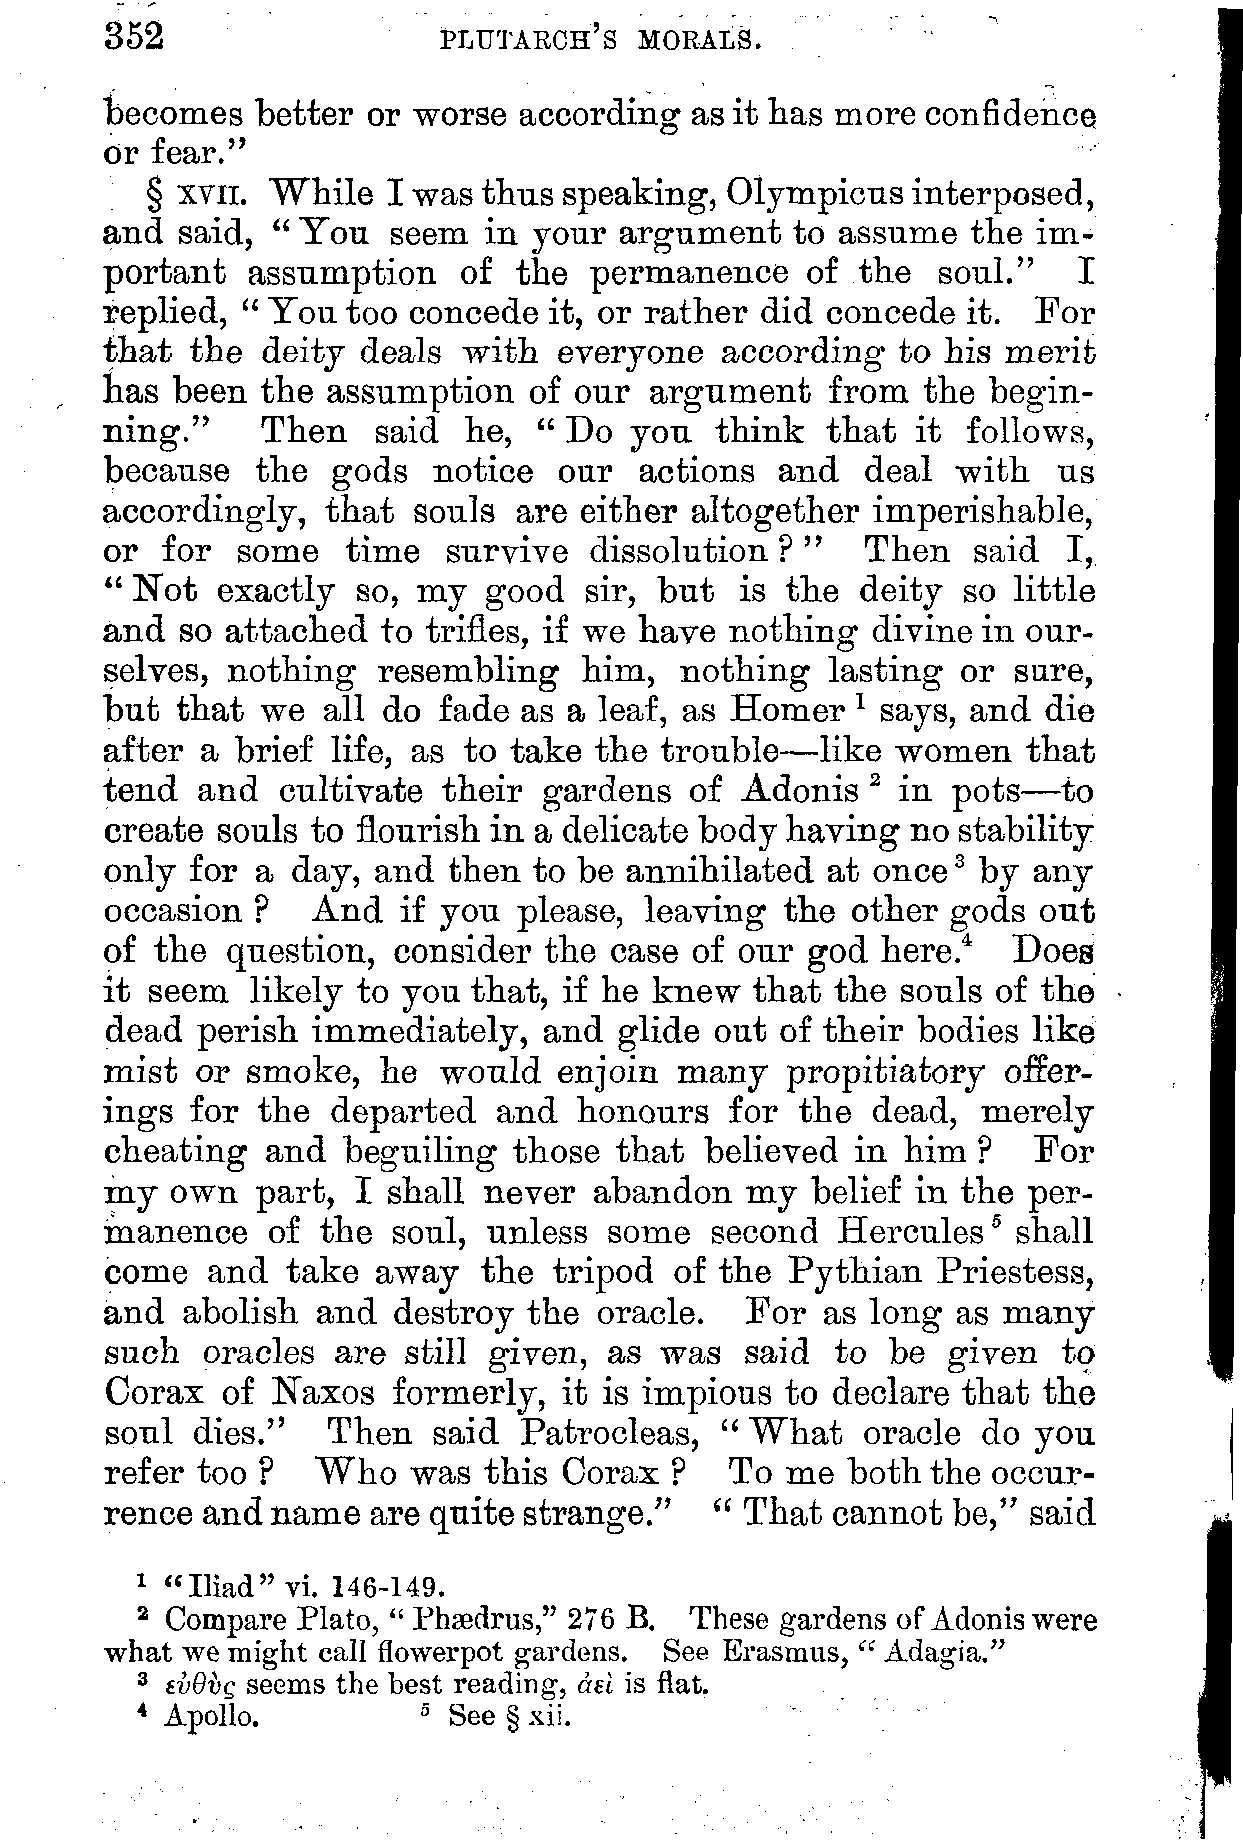 352 PLUTARCH'S MORALS.
becomes better or worse according as it has more confidence
or fear."
§ XVII. While I was thus speaking, Olympicus interposed,
and said, "You seem in your argument to assume the im-
portant assumption of the permanence of the soul." I
replied, "You too concede it, or rather did concede it. For
that the deity deals with everyone according to his merit
has been the assumption of our argument from the begin-
ning." Then said he, "Do you think that it follows,
because the gods notice our actions and deal with us
accordingly, that souls are either altogether imperishable,
or for some time survive dissolution?" Then said I,
"Not exactly so, my good sir, but is the deity so little
and so attached to trifles, if we have nothing divine in our-
selves, nothing resembling him, nothing lasting or sure,
but that we all do fade as a leaf, as Homer ¹ says, and die
after a brief life, as to take the trouble—like women that
tend and cultivate their gardens of Adonis ² in pots—to
create souls to flourish in a delicate body having no stability
only for a day, and then to be annihilated at once ³ by any
occasion? And if you please, leaving the other gods out
of the question, consider the case of our god here.⁴ Does
it seem likely to you that, if he knew that the souls of the
dead perish immediately, and glide out of their bodies like
mist or smoke, he would enjoin many propitiatory offer-
ings for the departed and honours for the dead, merely
cheating and beguiling those that believed in him? For
my own part, I shall never abandon my belief in the per-
manence of the soul, unless some second Hercules ⁵ shall
come and take away the tripod of the Pythian Priestess,
and abolish and destroy the oracle. For as long as many
such oracles are still given, as was said to be given to
Corax of Naxos formerly, it is impious to declare that the
soul dies." Then said Patrocleas, "What oracle do you
refer too? Who was this Corax? To me both the occur-
rence and name are quite strange." "That cannot be," said
¹ "Iliad" vi. 146-149.
² Compare Plato, "Phædrus," 276 B. These gardens of Adonis were
what we might call flowerpot gardens. See Erasmus, "Adagia."
³ εὐθὺς seems the best reading, ἀεὶ is flat.
⁴ Apollo. ⁵ See § xii.